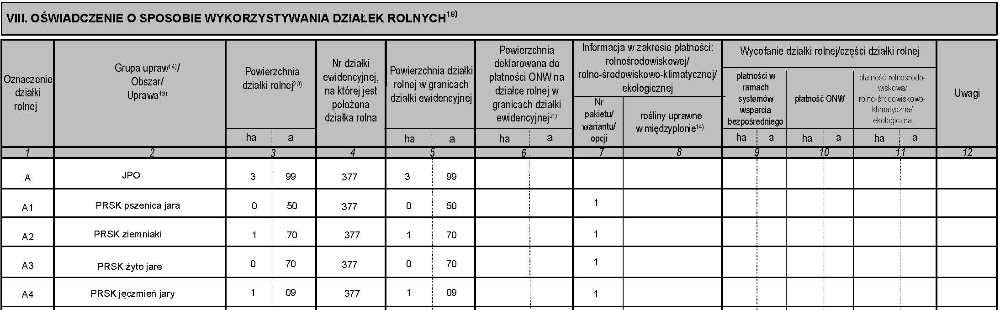 VIII. OŚWIADCZENIE O SPOSOBIE WYKORZYSTYWANIA DZIAŁEK ROLNYCH18)
Oznaczenie
działki
rolnej
Grupa upraw14)/
Obszar/
Uprawa19)
Powierzchnia
działki rolnej20)
ha a
Nr działki
ewidencyjnej,
na której jest
położona
działka rolna
Powierzchnia działki
rolnej w granicach
działki ewidencyjnej
ha a
Powierzchnia
deklarowana do
płatności ONW na
działce rolnej w
granicach działki
ewidencyjnej21)
ha a
Informacja w zakresie płatności:
rolnośrodowiskowej/
rolno-środowiskowo-klimatycznej/
ekologicznej
Nr
pakietu/
wariantu/
opcji
rośliny uprawne
w międzyplonie14)
Wycofanie działki rolnej/części działki rolnej
płatności w
ramach
systemów
wsparcia
bezpośredniego
ha a
płatność ONW
ha a
płatność rolnośrodo-
wiskowa/
rolno-środowiskowo-
klimatyczna/
ekologiczna
ha a
Uwagi
1 2 3 4 5 6 7 8 9 10 11 12
A JPO 3 99 377 3 99
A1 PRSK pszenica jara 0 50 377 0 50 1
A2 PRSK ziemniaki 1 70 377 1 70 1
A3 PRSK żyto jare 0 70 377 0 70 1
A4 PRSK jęczmień jary 1 09 377 1 09 1